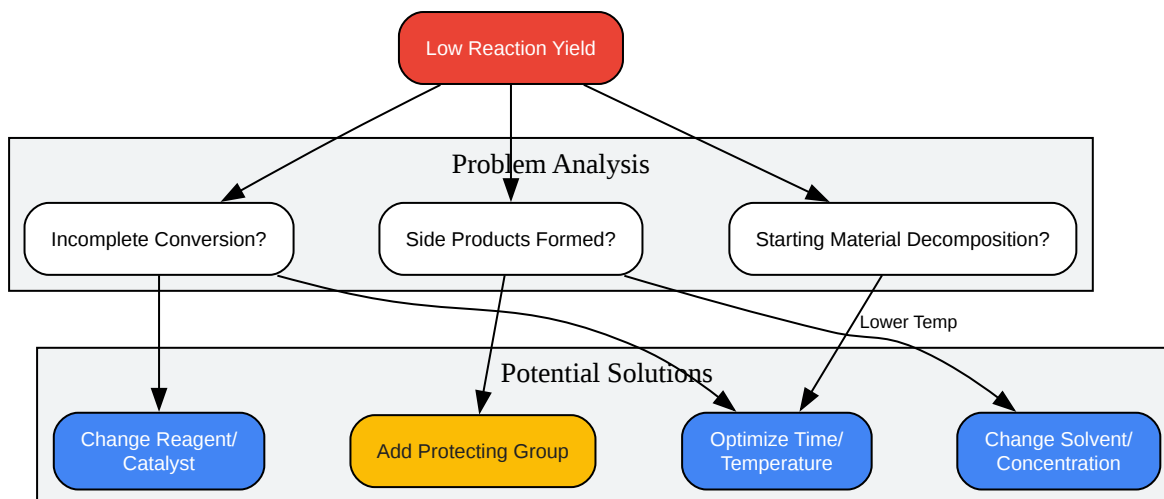 Low Reaction Yield
Problem Analysis
Incomplete Conversion?
Side Products Formed?
Starting Material Decomposition?
Lower Temp
Potential Solutions
Change Reagent/
Catalyst
Add Protecting Group
Optimize Time/
Temperature
Change Solvent/
Concentration